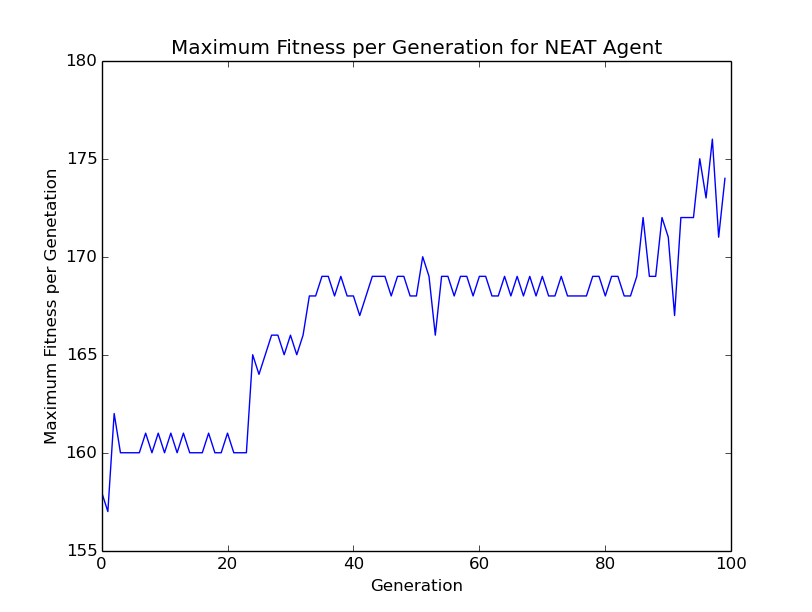 Maximum Fitness per Generation for NEAT Agent
180
175
170
165
160
155
Maximum Fitness per Genetation
0 20 40 60 80 100
Generation